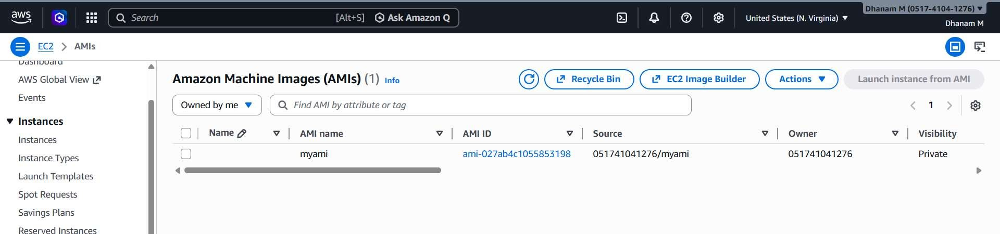 aws
Search [Alt+S] Ask Amazon Q
United States (N. Virginia)
Dhanam M (0517-4104-1276)
Dhanam M
EC2 > AMIs
Dashboard
AWS Global View
Events
Instances
Instances
Instance Types
Launch Templates
Spot Requests
Savings Plans
Reserved Instances
Amazon Machine Images (AMIs) (1) Info
Recycle Bin
EC2 Image Builder
Actions
Launch instance from AMI
Owned by me
Find AMI by attribute or tag
1
Name AMI name AMI ID Source Owner Visibility
myami ami-027ab4c1055853198 051741041276/myami 051741041276 Private